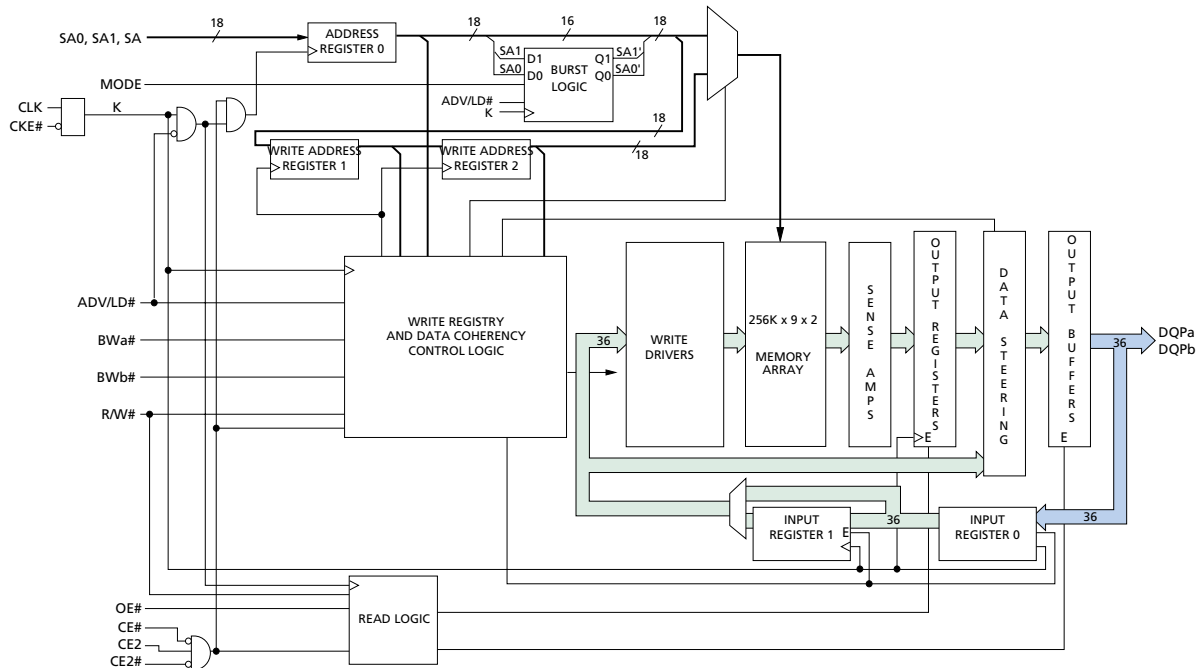 18
18
16
18
SA0, SA1, SA
ADDRESS
REGISTER 0
SA1
SA0
D1
D0
BURST
LOGIC
Q1
Q0
SA1'
SA0'
MODE
ADV/LD#
K
CLK
CKE#
K
18
18
WRITE ADDRESS
REGISTER 1
WRITE ADDRESS
REGISTER 2
ADV/LD#
BWa#
BWb#
R/W#
WRITE REGISTRY
AND DATA COHERENCY
CONTROL LOGIC
36
WRITE
DRIVERS
256K x 9 x 2
MEMORY
ARRAY
SENSE AMPS
OUTPUT REGISTERS
E
DATA STEERING
OUTPUT BUFFERS
E
36
DQPa
DQPb
INPUT
REGISTER 1
E
36
INPUT
REGISTER 0
36
OE#
CE#
CE2
CE2#
READ LOGIC